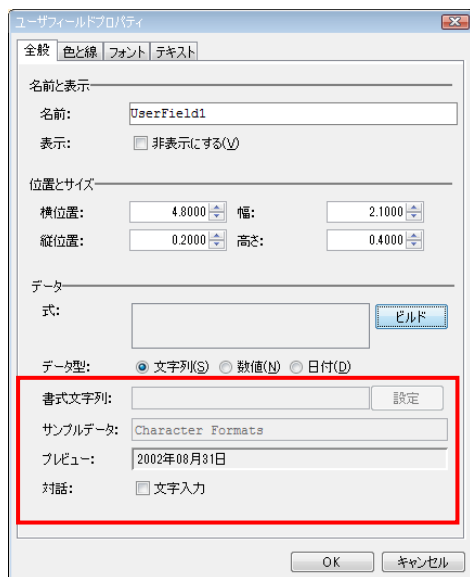 ユーザフィールドプロパティ
全般 色と線 フォント テキスト
名前と表示
名前: UserField1
表示: 非表示にする(V)
位置とサイズ
横位置: 4.8000 幅: 2.1000
縦位置: 0.2000 高さ: 0.4000
データ
式: ビルド
データ型: 文字列(S) 数値(N) 日付(D)
書式文字列: 設定
サンプルデータ: Character Formats
プレビュー: 2002年08月31日
対話: 文字入力
OK キャンセル